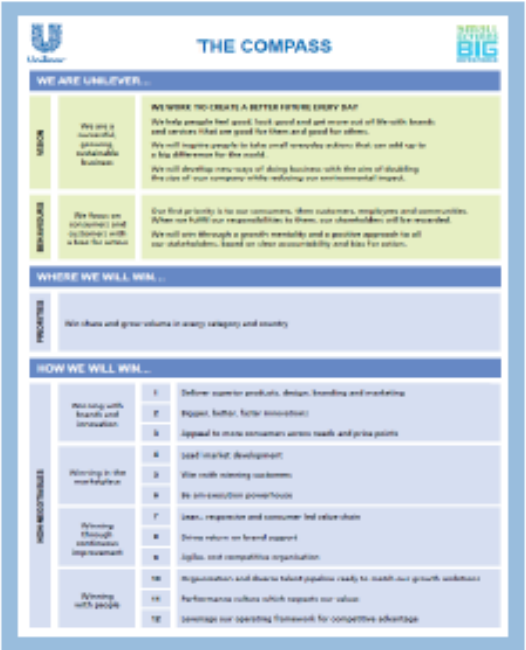 Unilever
THE COMPASS
SMALL
ACTIONS
BIG
DIFFERENCE
WE ARE UNILEVER...
VISION
We are a
successful,
growing,
sustainable
business
WE WORK TO CREATE A BETTER FUTURE EVERY DAY
We help people feel good, look good and get more out of life with brands
and services that are good for them and good for others.
We will inspire people to take small everyday actions that can add up to
a big difference for the world.
We will develop new ways of doing business with the aim of doubling
the size of our company while reducing our environmental impact.
BEHAVIOURS
We focus on
consumers and
customers with
a bias for action
Our first priority is to our consumers, then customers, employees and communities.
When we fulfil our responsibilities to them, our shareholders will be rewarded.
We will win through a growth mentality and a positive approach to all
our stakeholders, based on clear accountability and bias for action.
WHERE WE WILL WIN...
PRIORITIES
Win share and grow volume in every category and country
HOW WE WILL WIN...
NON-NEGOTIABLES
Winning with
brands and
innovation
1 Deliver superior products, design, branding and marketing
2 Bigger, better, faster innovations
3 Appeal to more consumers across needs and price points
Winning in the
marketplace
4 Lead market development
5 Win with winning customers
6 Be an execution powerhouse
Winning
through
continuous
improvement
7 Lean, responsive and consumer led value chain
8 Drive return on brand support
9 Agile, cost competitive organisation
Winning
with people
10 Organisation and diverse talent pipeline ready to match our growth ambitions
11 Performance culture which respects our values
12 Leverage our operating framework for competitive advantage